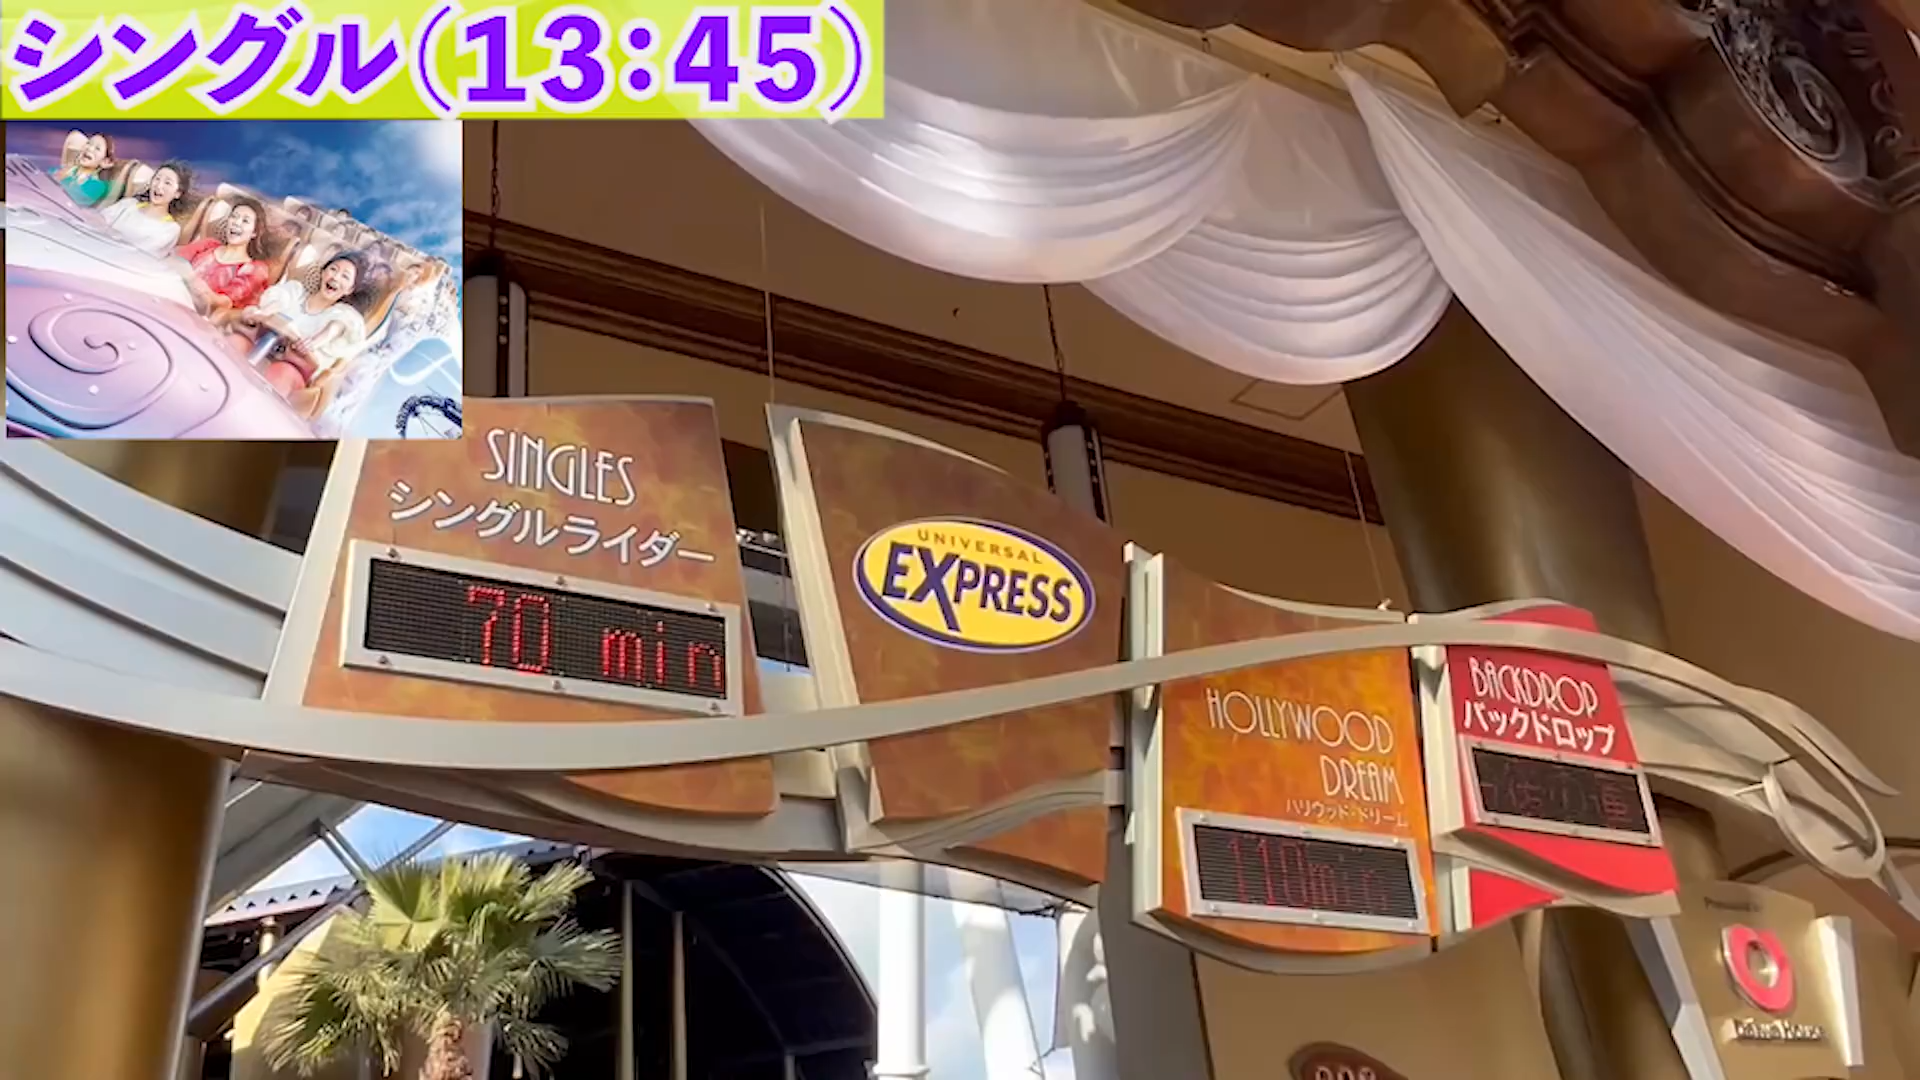 シングル(13:45)
SINGLES
シングルライダー
70 min
UNIVERSAL
EXPRESS
HOLLYWOOD
DREAM
ハリウッド・ドリーム
110min
BACKDROP
バックドロップ